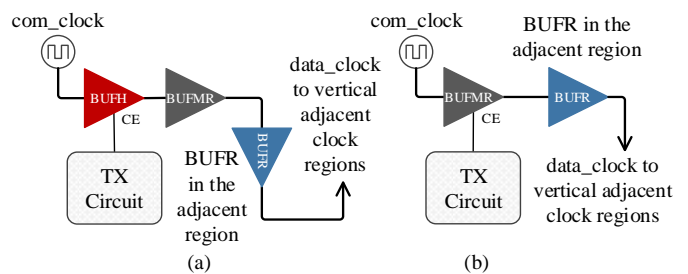 com_clock
BUFH
BUFMR
CE
TX
Circuit
BUFR
BUFR
in the
adjacent
region
data_clock
to vertical
adjacent
clock
regions
(a)
com_clock
BUFR in the
adjacent region
BUFMR
BUFR
CE
TX
Circuit
data_clock to
vertical adjacent
clock regions
(b)